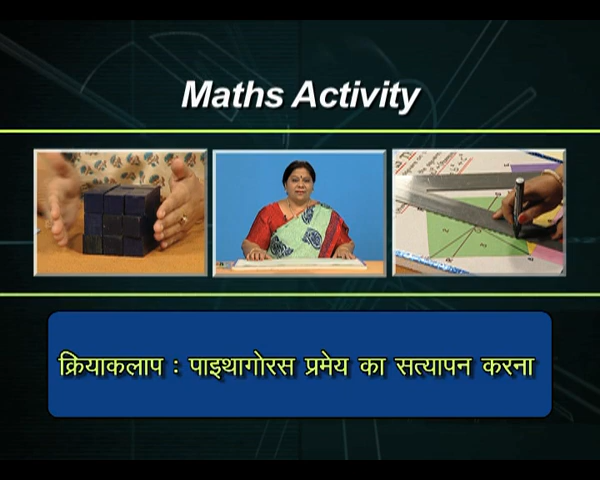 Maths Activity
क्रियाकलाप : पाइथागोरस प्रमेय का सत्यापन करना